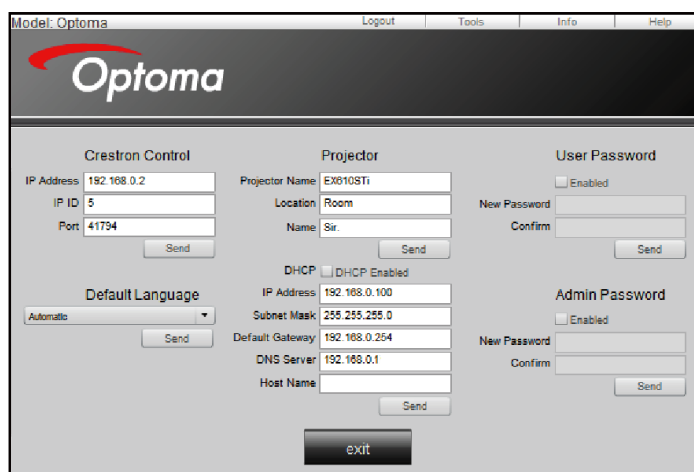 Model: Optoma Logout Tools Info Help
Optoma
Crestron Control
IP Address 192.168.0.2
IP ID 5
Port 41794
Send
Default Language
Automatic
Send
Projector
Projector Name EX610STi
Location Room
Name Sir.
Send
DHCP DHCP Enabled
IP Address 192.168.0.100
Subnet Mask 255.255.255.0
Default Gateway 192.168.0.254
DNS Server 192.168.0.1
Host Name
Send
User Password
Enabled
New Password
Confirm
Send
Admin Password
Enabled
New Password
Confirm
Send
exit